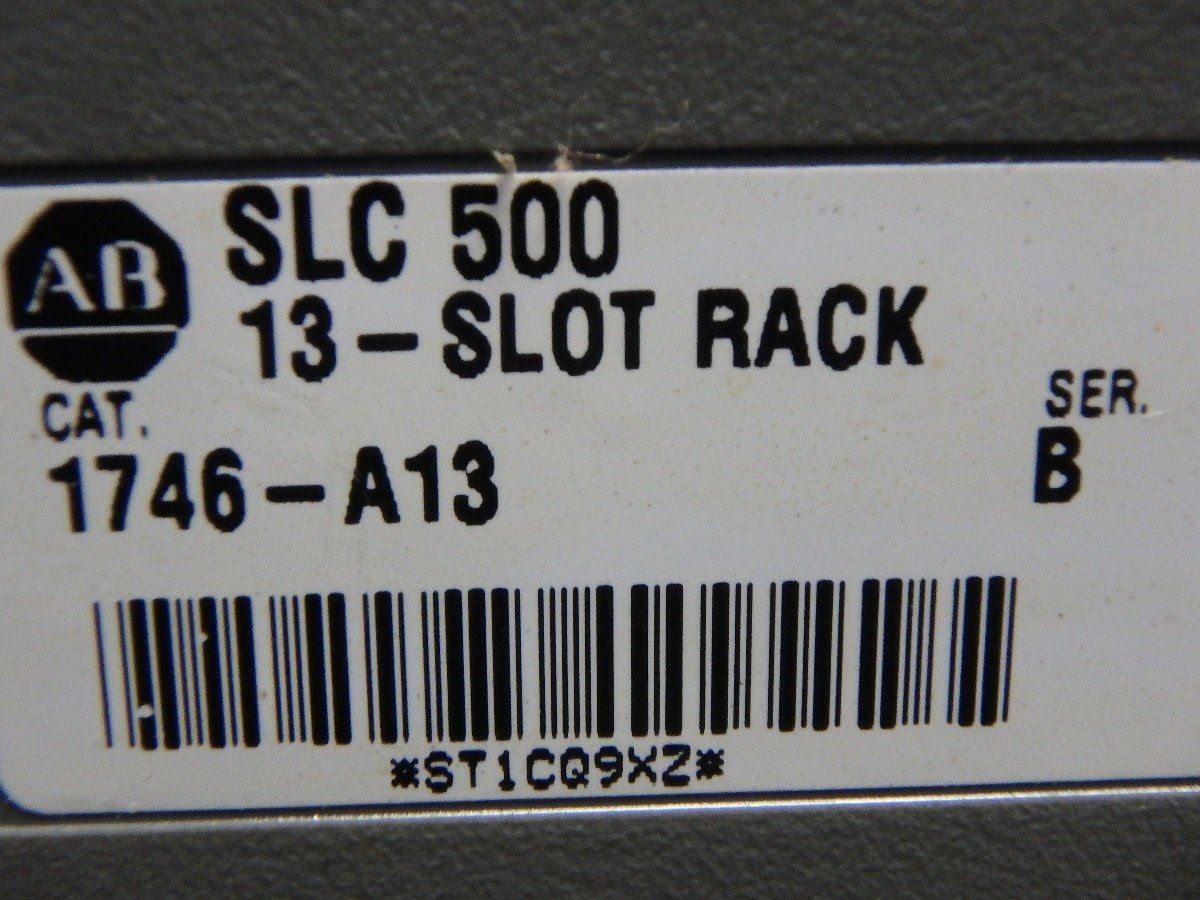 AB
SLC 500
13-SLOT RACK
CAT.
SER.
1746-A13
B
*ST1CQ9XZ*